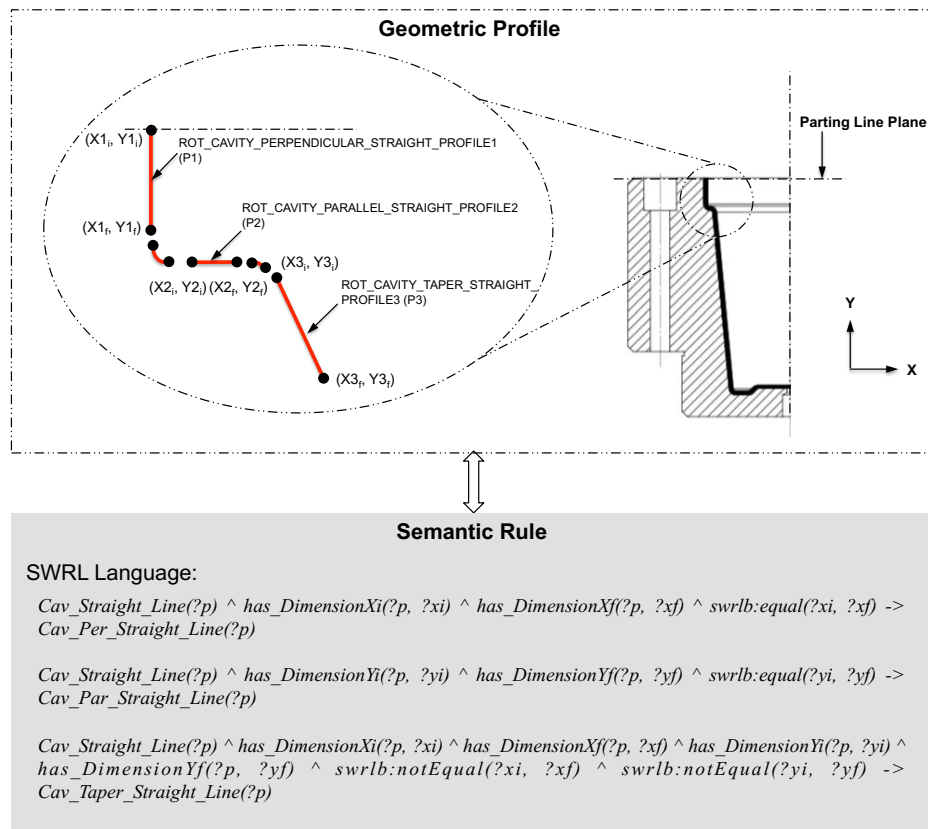 Geometric Profile
Parting Line Plane
(X1i, Y1i)
ROT_CAVITY_PERPENDICULAR_STRAIGHT_PROFILE1
(P1)
ROT_CAVITY_PARALLEL_STRAIGHT_PROFILE2
(P2)
(X1f, Y1f)
(X3i, Y3i)
(X2i, Y2i) (X2f, Y2f)
ROT_CAVITY_TAPER_STRAIGHT_
PROFILE3 (P3)
(X3f, Y3f)
Y
X
Semantic Rule
SWRL Language:
Cav_Straight_Line(?p) ^ has_DimensionXi(?p, ?xi) ^ has_DimensionXf(?p, ?xf) ^ swrlb:equal(?xi, ?xf) ->
Cav_Per_Straight_Line(?p)
Cav_Straight_Line(?p) ^ has_DimensionYi(?p, ?yi) ^ has_DimensionYf(?p, ?yf) ^ swrlb:equal(?yi, ?yf) ->
Cav_Par_Straight_Line(?p)
Cav_Straight_Line(?p) ^ has_DimensionXi(?p, ?xi) ^ has_DimensionXf(?p, ?xf) ^ has_DimensionYi(?p, ?yi) ^
has_DimensionYf(?p, ?yf) ^ swrlb:notEqual(?xi, ?xf) ^ swrlb:notEqual(?yi, ?yf) ->
Cav_Taper_Straight_Line(?p)